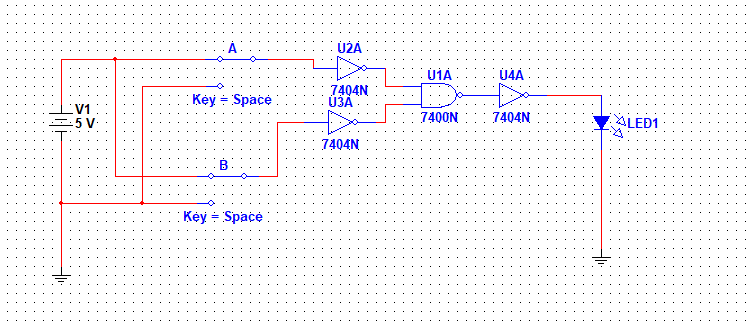 A
U2A
7404N
Key = Space
U1A
7400N
U4A
7404N
V1
5 V
U3A
7404N
LED1
B
Key = Space